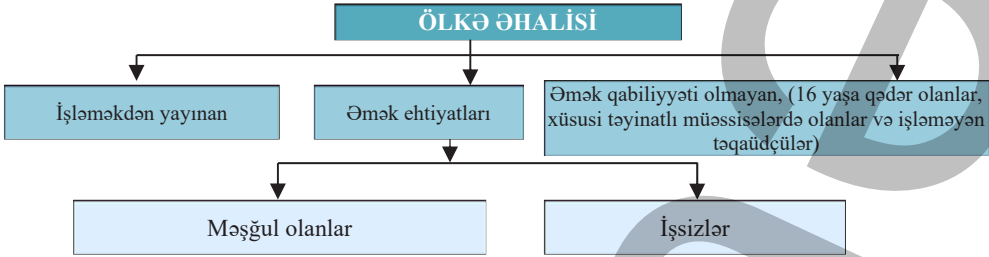 ÖLKƏ ƏHALİSİ
İşləməkdən yayınan
Əmək ehtiyatları
Əmək qabiliyyəti olmayan, (16 yaşa qədər olanlar,
xüsusi təyinatlı müəssisələrdə olanlar və işləməyən
təqaüdçülər)
Məşğul olanlar
İşsizlər